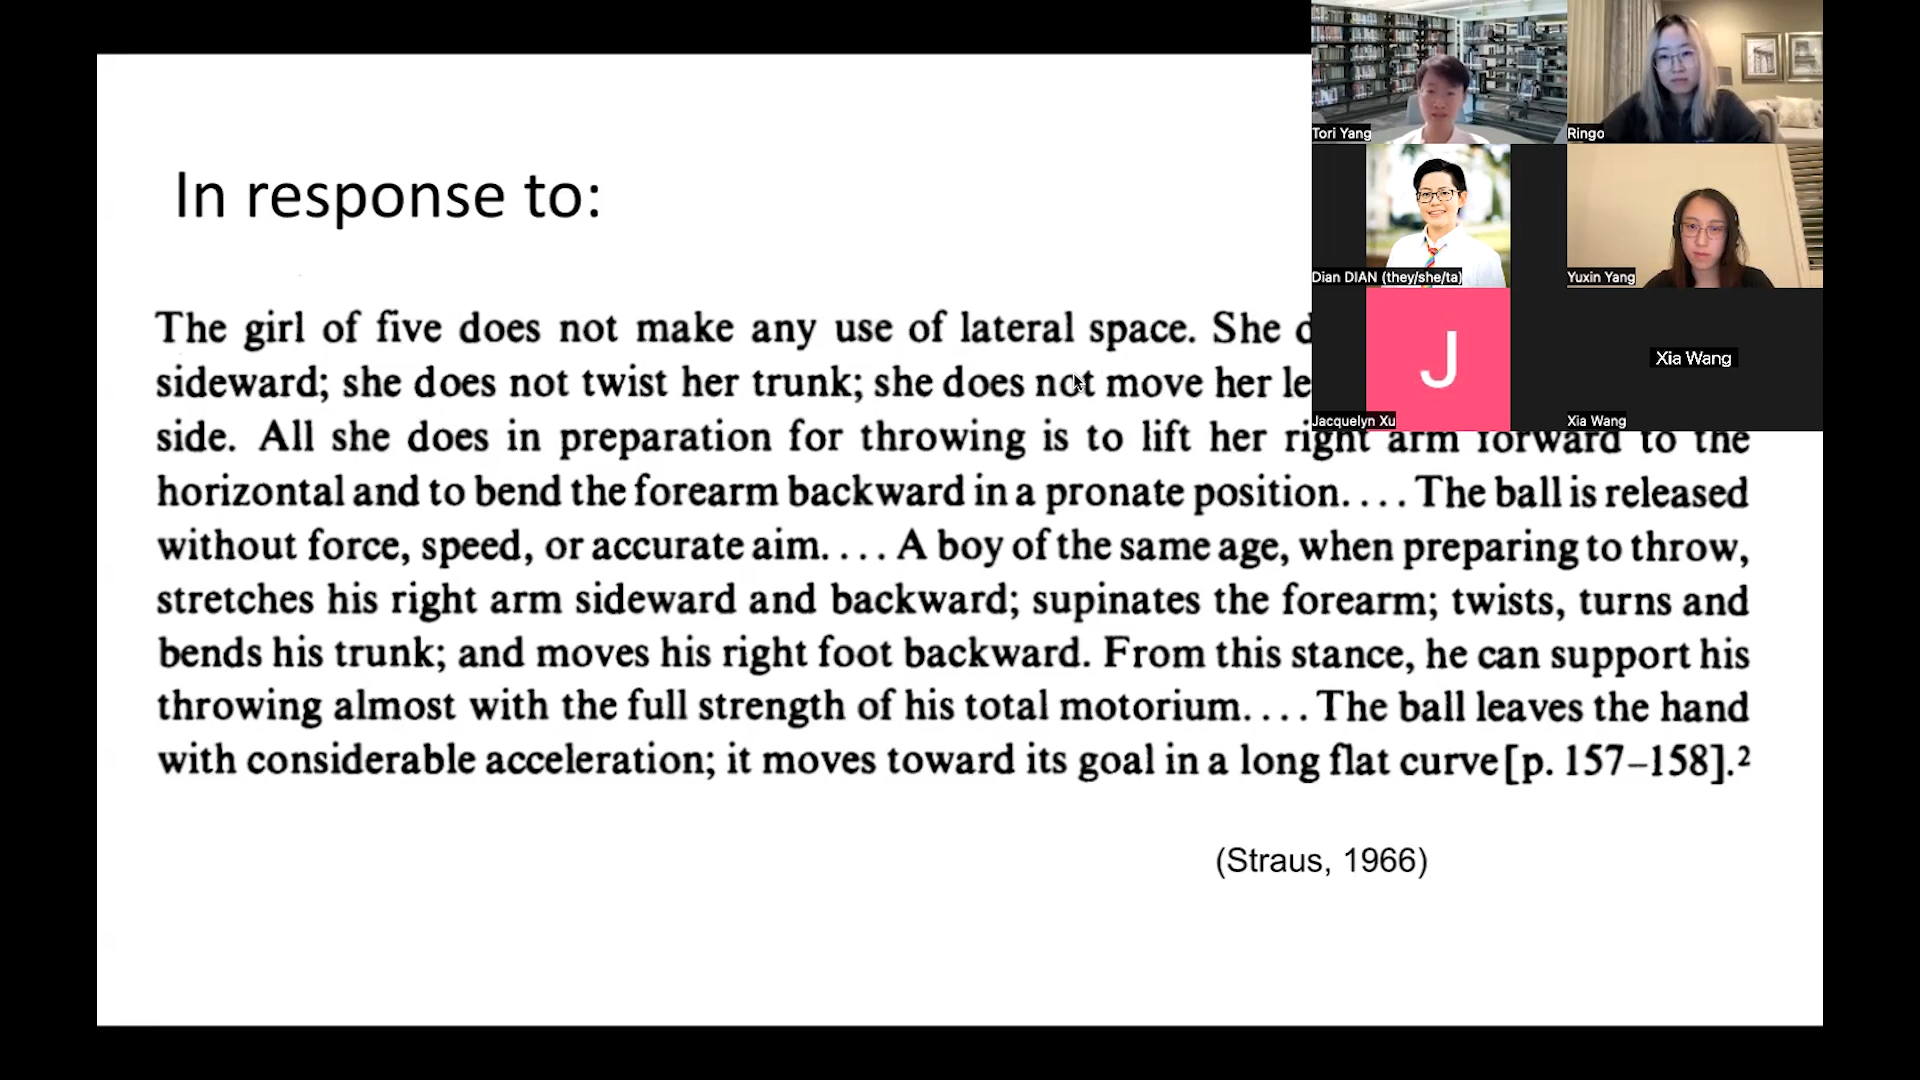 In response to:
The girl of five does not make any use of lateral space. She
sideward; she does not twist her trunk; she does not move her
side. All she does in preparation for throwing is to lift her right arm forward to the
horizontal and to bend the forearm backward in a pronate position. . . . The ball is released
without force, speed, or accurate aim. . . . A boy of the same age, when preparing to throw,
stretches his right arm sideward and backward; supinates the forearm; twists, turns and
bends his trunk; and moves his right foot backward. From this stance, he can support his
throwing almost with the full strength of his total motorium. . . . The ball leaves the hand
with considerable acceleration; it moves toward its goal in a long flat curve [p. 157–158].²
(Straus, 1966)
Tori Yang
Ringo
Dian DIAN (they/she/ta)
Yuxin Yang
J
Jacquelyn Xu
Xia Wang
Xia Wang